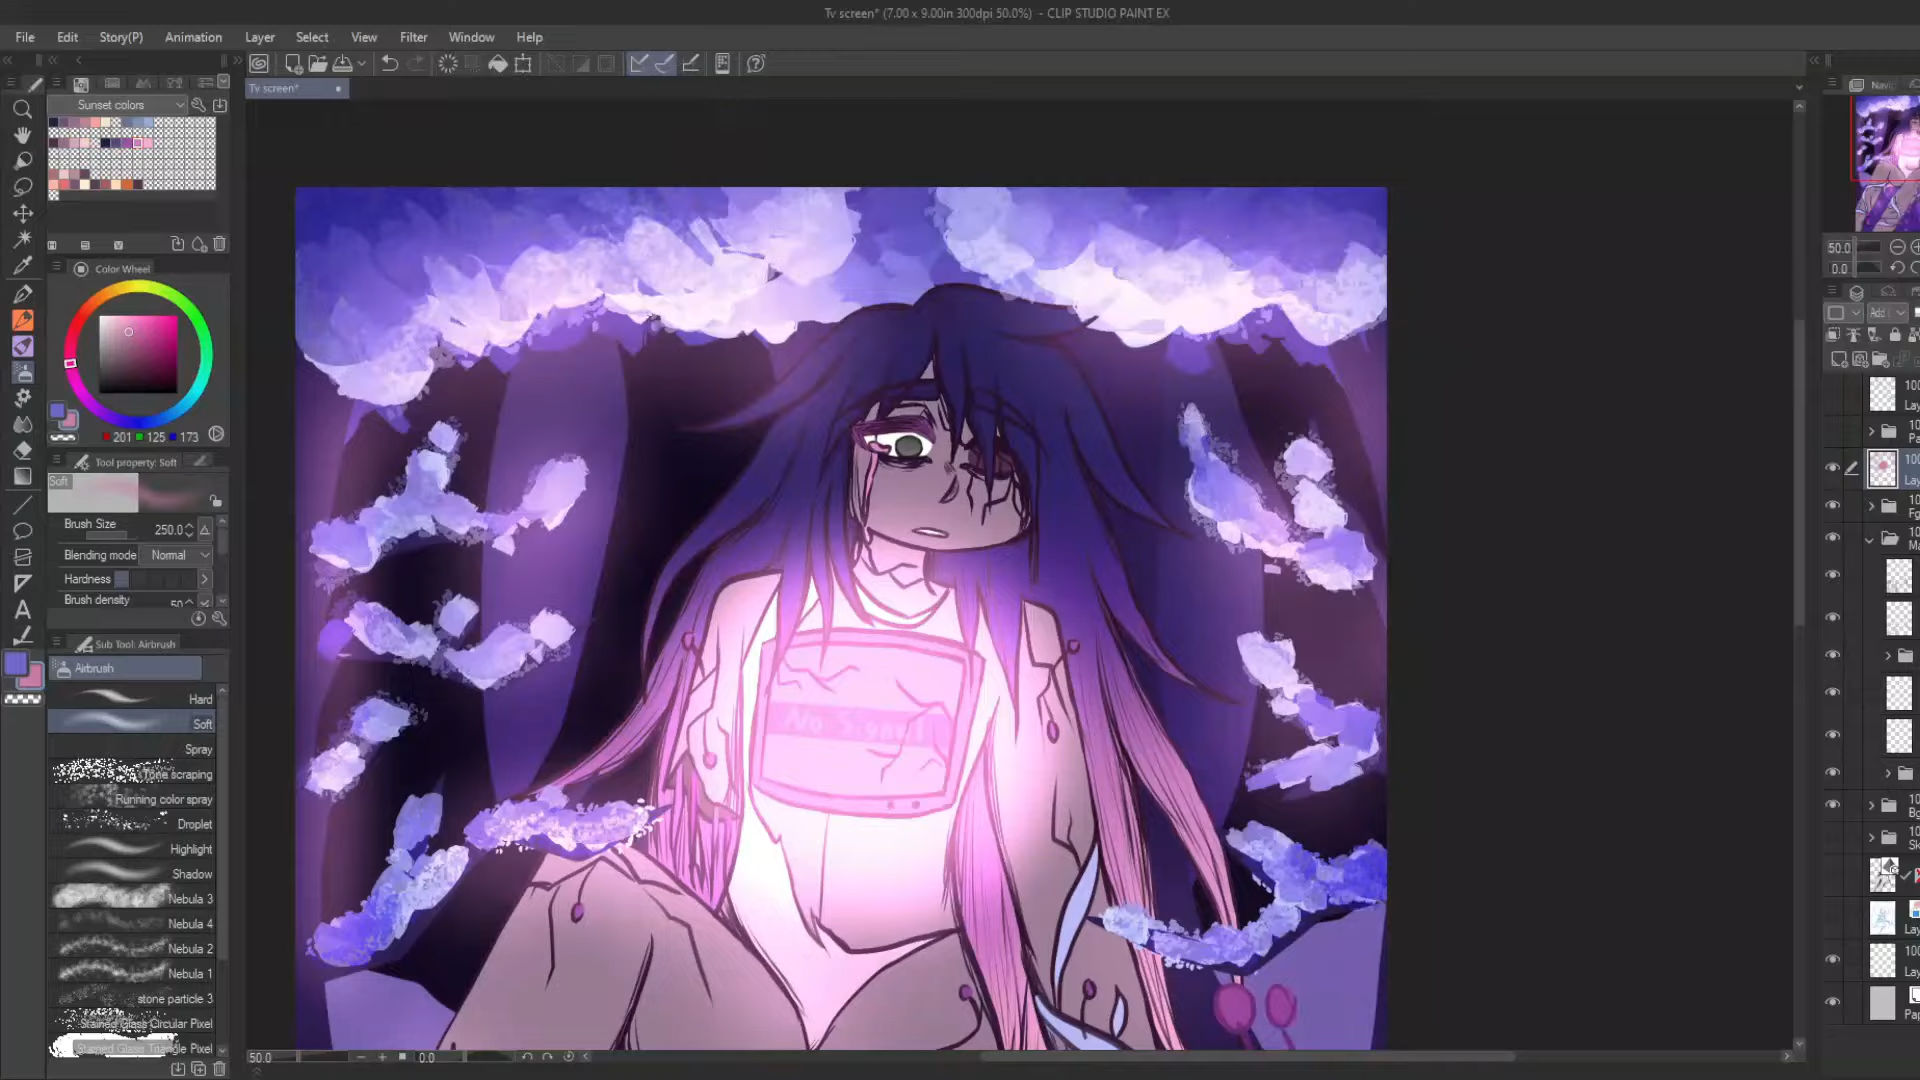 Tv screen* (7.00 x 9.00in 300dpi 50.0%) - CLIP STUDIO PAINT EX
File Edit Story(P) Animation Layer Select View Filter Window Help
Tv screen*
Sunset colors
Color Wheel
201 125 173
Tool property: Soft
Soft
Brush Size 250.0
Blending mode Normal
Hardness
Brush density 50
Sub Tool: Airbrush
Airbrush
Hard
Soft
Spray
Tone scraping
Running color spray
Droplet
Highlight
Shadow
Nebula 3
Nebula 4
Nebula 2
Nebula 1
stone particle 3
Stained Glass Circular Pixel
Stained Glass Triangle Pixel
No Signal
50.0 0.0
50.0
0.0